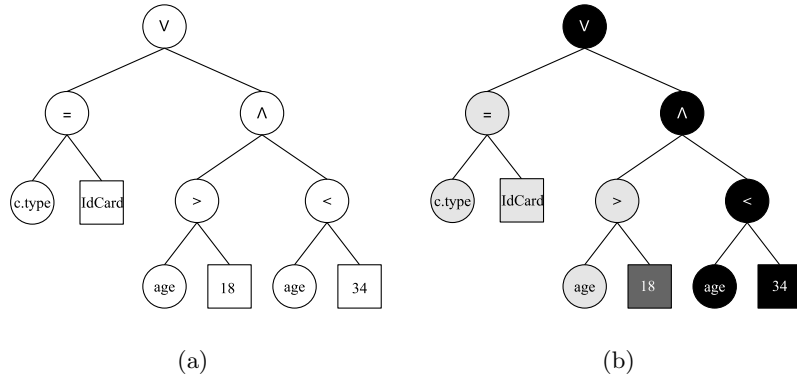 V V
= Λ = Λ
c.type IdCard > < c.type IdCard > <
age 18 age 34 age 18 age 34
(a) (b)